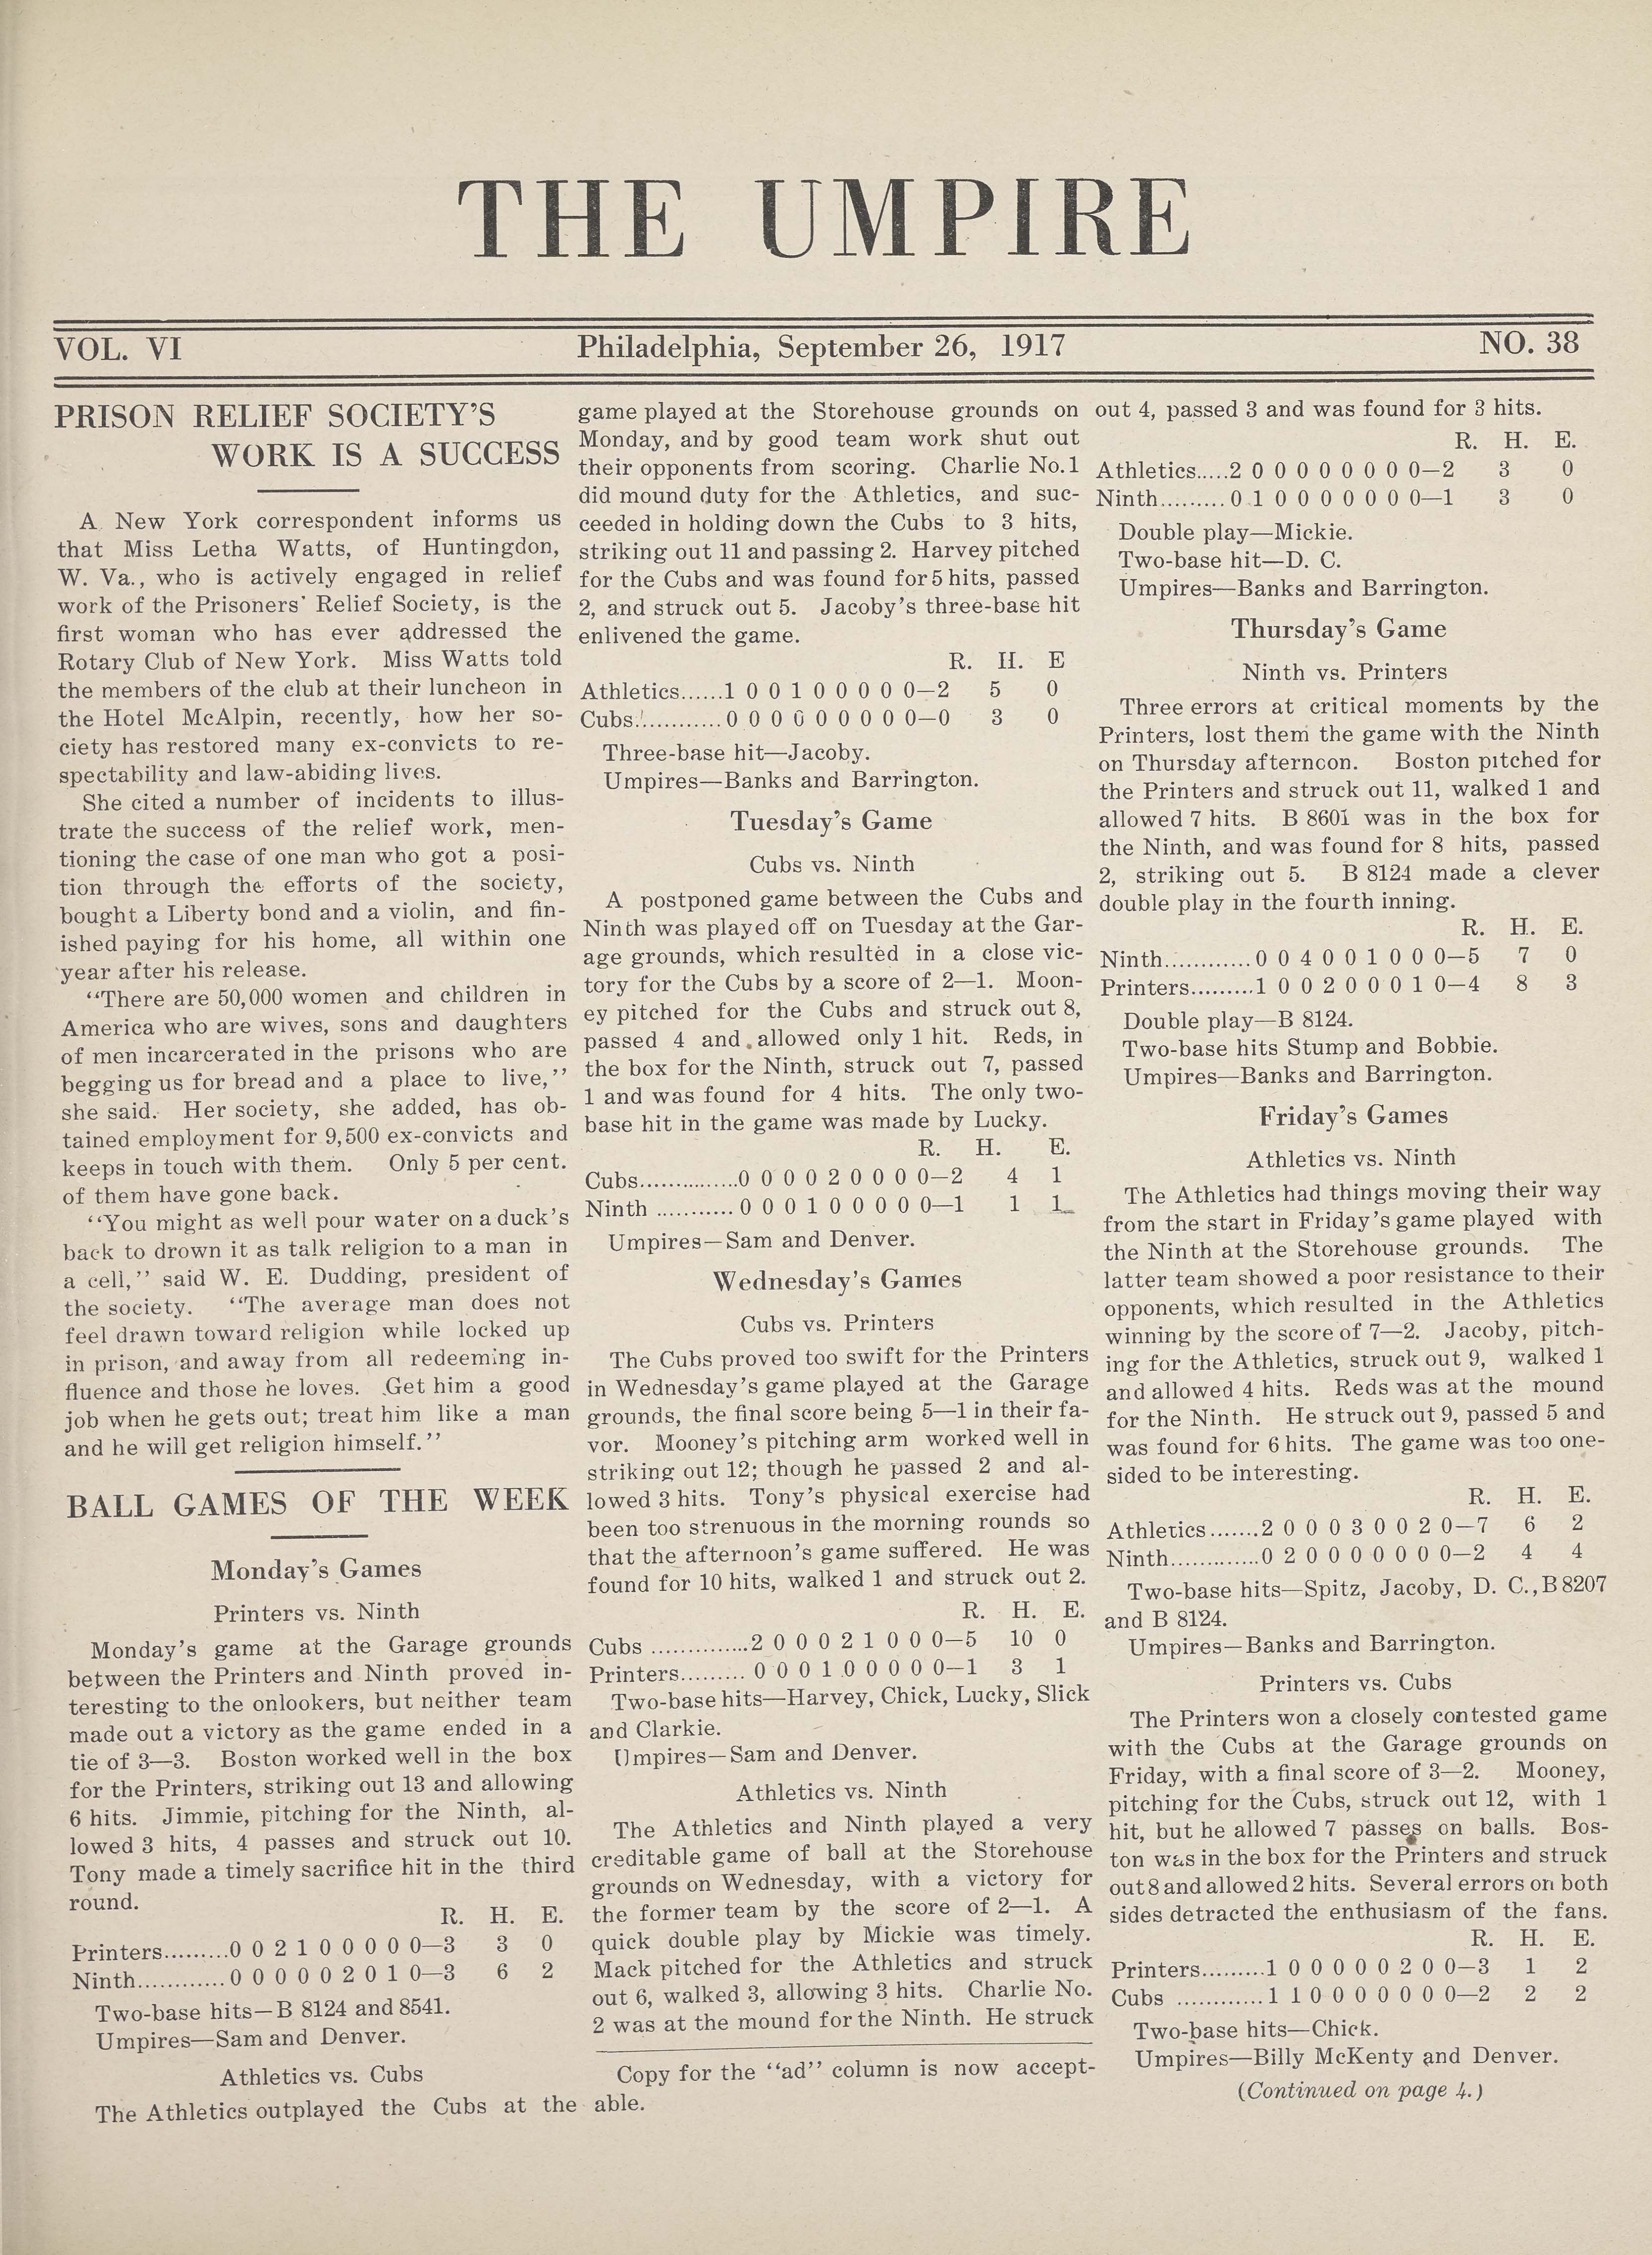 THE UMPIRE
VOL. VI Philadelphia, September 26, 1917 NO. 38
PRISON RELIEF SOCIETY'S
WORK IS A SUCCESS
A New York correspondent informs us
that Miss Letha Watts, of Huntingdon,
W. Va., who is actively engaged in relief
work of the Prisoners' Relief Society, is the
first woman who has ever addressed the
Rotary Club of New York. Miss Watts told
the members of the club at their luncheon in
the Hotel McAlpin, recently, how her so-
ciety has restored many ex-convicts to re-
spectability and law-abiding lives.
She cited a number of incidents to illus-
trate the success of the relief work, men-
tioning the case of one man who got a posi-
tion through the efforts of the society,
bought a Liberty bond and a violin, and fin-
ished paying for his home, all within one
year after his release.
"There are 50,000 women and children in
America who are wives, sons and daughters
of men incarcerated in the prisons who are
begging us for bread and a place to live,"
she said. Her society, she added, has ob-
tained employment for 9,500 ex-convicts and
keeps in touch with them. Only 5 per cent.
of them have gone back.
"You might as well pour water on a duck's
back to drown it as talk religion to a man in
a cell," said W. E. Dudding, president of
the society. "The average man does not
feel drawn toward religion while locked up
in prison, and away from all redeeming in-
fluence and those he loves. Get him a good
job when he gets out; treat him like a man
and he will get religion himself."
BALL GAMES OF THE WEEK
Monday's Games
Printers vs. Ninth
Monday's game at the Garage grounds
between the Printers and Ninth proved in-
teresting to the onlookers, but neither team
made out a victory as the game ended in a
tie of 3—3. Boston worked well in the box
for the Printers, striking out 13 and allowing
6 hits. Jimmie, pitching for the Ninth, al-
lowed 3 hits, 4 passes and struck out 10.
Tony made a timely sacrifice hit in the third
round.
R. H. E.
Printers.........0 0 2 1 0 0 0 0 0—3 3 0
Ninth............0 0 0 0 0 2 0 1 0—3 6 2
Two-base hits—B 8124 and 8541.
Umpires—Sam and Denver.
Athletics vs. Cubs
The Athletics outplayed the Cubs at the
game played at the Storehouse grounds on
Monday, and by good team work shut out
their opponents from scoring. Charlie No.1
did mound duty for the Athletics, and suc-
ceeded in holding down the Cubs to 3 hits,
striking out 11 and passing 2. Harvey pitched
for the Cubs and was found for 5 hits, passed
2, and struck out 5. Jacoby's three-base hit
enlivened the game.
R. H. E
Athletics......1 0 0 1 0 0 0 0 0—2 5 0
Cubs............0 0 0 0 0 0 0 0 0—0 3 0
Three-base hit—Jacoby.
Umpires—Banks and Barrington.
Tuesday's Game
Cubs vs. Ninth
A postponed game between the Cubs and
Ninth was played off on Tuesday at the Gar-
age grounds, which resulted in a close vic-
tory for the Cubs by a score of 2—1. Moon-
ey pitched for the Cubs and struck out 8,
passed 4 and allowed only 1 hit. Reds, in
the box for the Ninth, struck out 7, passed
1 and was found for 4 hits. The only two-
base hit in the game was made by Lucky.
R. H. E.
Cubs...............0 0 0 0 2 0 0 0 0—2 4 1
Ninth ...........0 0 0 1 0 0 0 0 0—1 1 1
Umpires—Sam and Denver.
Wednesday's Games
Cubs vs. Printers
The Cubs proved too swift for the Printers
in Wednesday's game played at the Garage
grounds, the final score being 5—1 in their fa-
vor. Mooney's pitching arm worked well in
striking out 12; though he passed 2 and al-
lowed 3 hits. Tony's physical exercise had
been too strenuous in the morning rounds so
that the afternoon's game suffered. He was
found for 10 hits, walked 1 and struck out 2.
R. H. E.
Cubs ..............2 0 0 0 2 1 0 0 0—5 10 0
Printers......... 0 0 0 1 0 0 0 0 0—1 3 1
Two-base hits—Harvey, Chick, Lucky, Slick
and Clarkie.
Umpires—Sam and Denver.
Athletics vs. Ninth
The Athletics and Ninth played a very
creditable game of ball at the Storehouse
grounds on Wednesday, with a victory for
the former team by the score of 2—1. A
quick double play by Mickie was timely.
Mack pitched for the Athletics and struck
out 6, walked 3, allowing 3 hits. Charlie No.
2 was at the mound for the Ninth. He struck
Copy for the "ad" column is now accept-
able.
out 4, passed 3 and was found for 3 hits.
R. H. E.
Athletics.....2 0 0 0 0 0 0 0 0—2 3 0
Ninth.........0 1 0 0 0 0 0 0 0—1 3 0
Double play—Mickie.
Two-base hit—D. C.
Umpires—Banks and Barrington.
Thursday's Game
Ninth vs. Printers
Three errors at critical moments by the
Printers, lost them the game with the Ninth
on Thursday afternoon. Boston pitched for
the Printers and struck out 11, walked 1 and
allowed 7 hits. B 8601 was in the box for
the Ninth, and was found for 8 hits, passed
2, striking out 5. B 8124 made a clever
double play in the fourth inning.
R. H. E.
Ninth............0 0 4 0 0 1 0 0 0—5 7 0
Printers.........1 0 0 2 0 0 0 1 0—4 8 3
Double play—B 8124.
Two-base hits Stump and Bobbie.
Umpires—Banks and Barrington.
Friday's Games
Athletics vs. Ninth
The Athletics had things moving their way
from the start in Friday's game played with
the Ninth at the Storehouse grounds. The
latter team showed a poor resistance to their
opponents, which resulted in the Athletics
winning by the score of 7—2. Jacoby, pitch-
ing for the Athletics, struck out 9, walked 1
and allowed 4 hits. Reds was at the mound
for the Ninth. He struck out 9, passed 5 and
was found for 6 hits. The game was too one-
sided to be interesting.
R. H. E.
Athletics.......2 0 0 0 3 0 0 2 0—7 6 2
Ninth.............0 2 0 0 0 0 0 0 0—2 4 4
Two-base hits—Spitz, Jacoby, D. C., B 8207
and B 8124.
Umpires—Banks and Barrington.
Printers vs. Cubs
The Printers won a closely contested game
with the Cubs at the Garage grounds on
Friday, with a final score of 3—2. Mooney,
pitching for the Cubs, struck out 12, with 1
hit, but he allowed 7 passes on balls. Bos-
ton was in the box for the Printers and struck
out 8 and allowed 2 hits. Several errors on both
sides detracted the enthusiasm of the fans.
R. H. E.
Printers.........1 0 0 0 0 0 2 0 0—3 1 2
Cubs ............1 1 0 0 0 0 0 0 0—2 2 2
Two-base hits—Chick.
Umpires—Billy McKenty and Denver.
(Continued on page 4.)